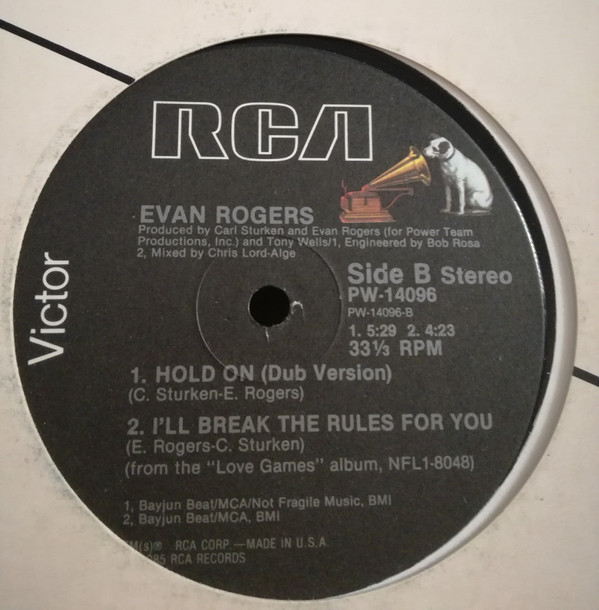 RCA
Victor
EVAN ROGERS
Produced by Carl Sturken and Evan Rogers (for Power Team
Productions, Inc.) and Tony Wells/1, Engineered by Bob Rosa
2, Mixed by Chris Lord-Alge
Side B Stereo
PW-14096
PW-14096-B
1. 5:29 2. 4:23
33⅓ RPM
1. HOLD ON (Dub Version)
(C. Sturken-E. Rogers)
2. I'LL BREAK THE RULES FOR YOU
(E. Rogers-C. Sturken)
(from the "Love Games" album, NFL1-8048)
1, Bayjun Beat/MCA/Not Fragile Music, BMI
2, Bayjun Beat/MCA, BMI
RCA CORP.—MADE IN U.S.A.
RCA RECORDS